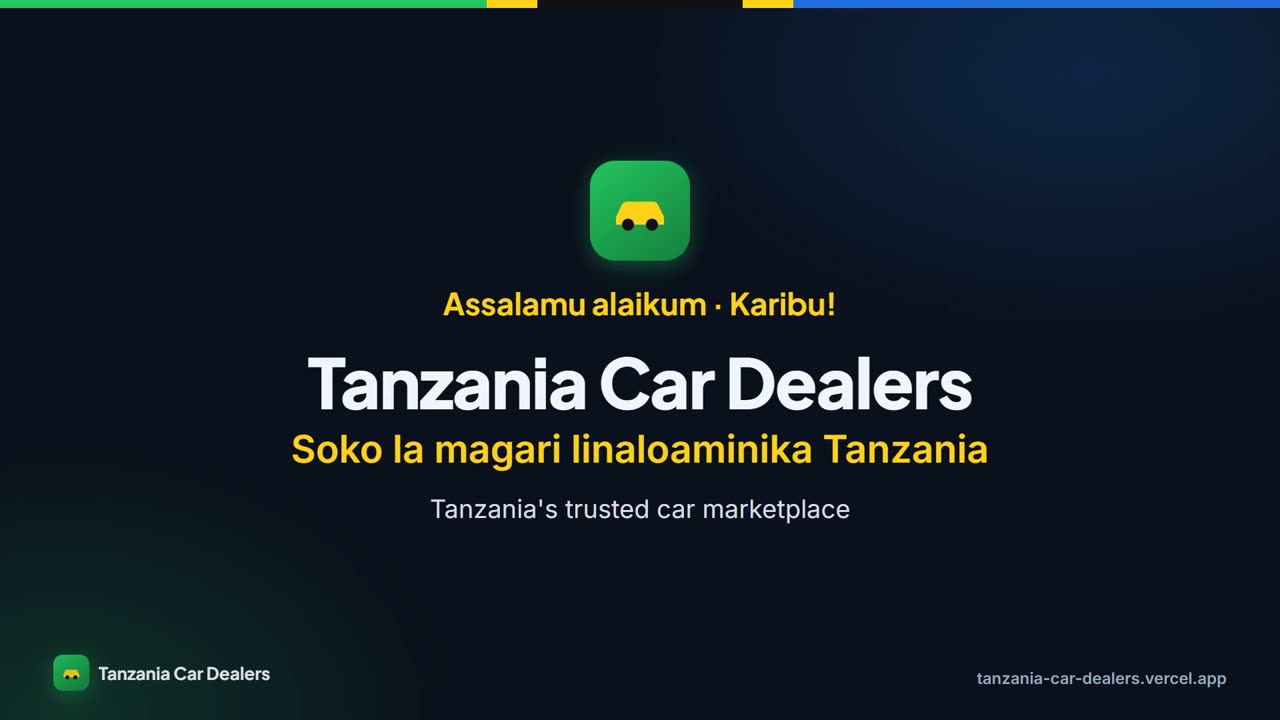 Assalamu alaikum · Karibu!
Tanzania Car Dealers
Soko la magari linaloaminika Tanzania
Tanzania's trusted car marketplace
Tanzania Car Dealers
tanzania-car-dealers.vercel.app